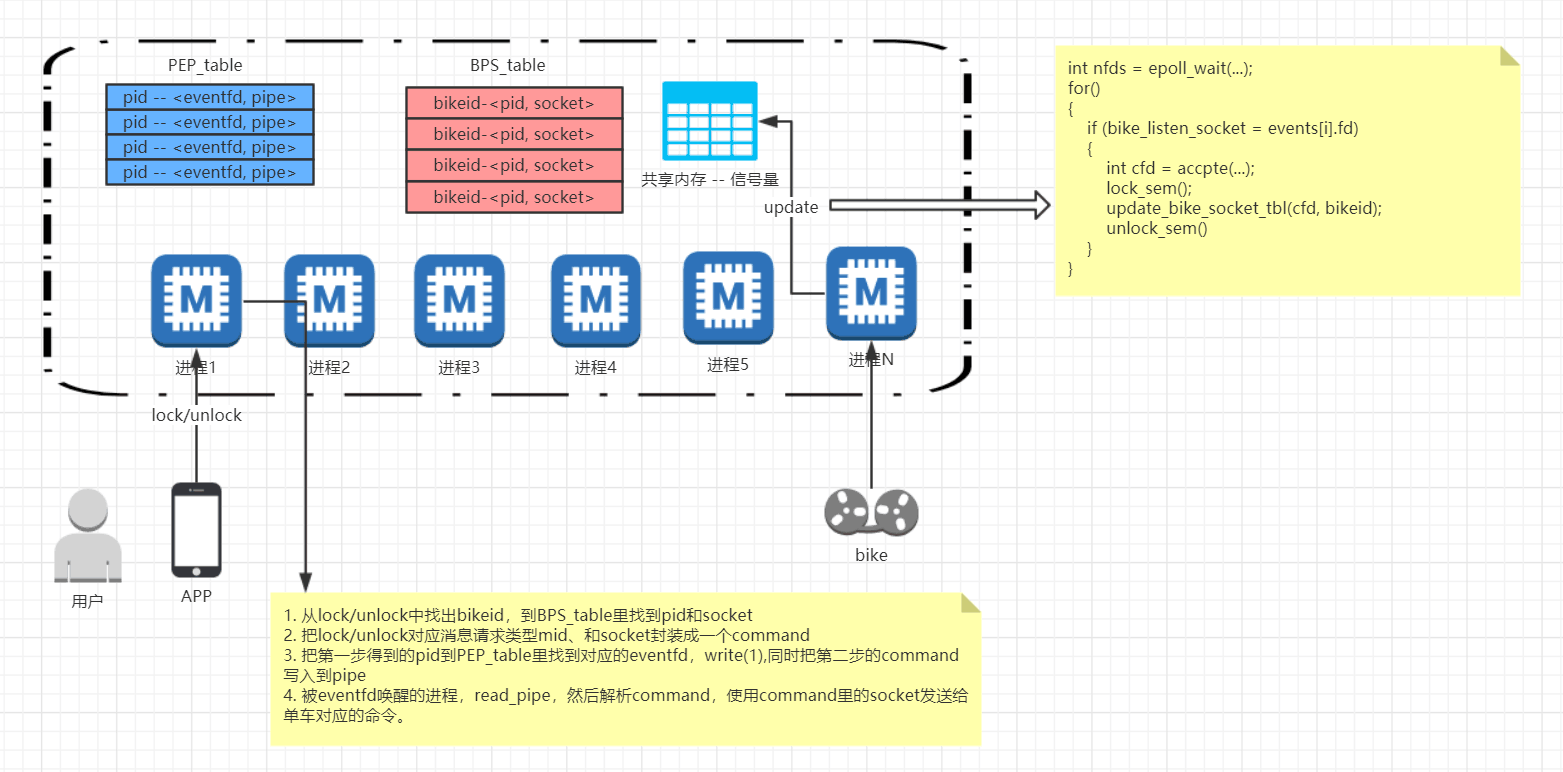 PEP_table
pid -- <eventfd, pipe>
pid -- <eventfd, pipe>
pid -- <eventfd, pipe>
pid -- <eventfd, pipe>
BPS_table
bikeid-<pid, socket>
bikeid-<pid, socket>
bikeid-<pid, socket>
bikeid-<pid, socket>
共享内存 -- 信号量
update
int nfds = epoll_wait(...);
for()
{
if (bike_listen_socket = events[i].fd)
{
int cfd = accpte(...);
lock_sem();
update_bike_socket_tbl(cfd, bikeid);
unlock_sem()
}
}
M
M
M
M
M
M
进程1
进程2
进程3
进程4
进程5
进程N
lock/unlock
用户
APP
bike
1. 从lock/unlock中找出bikeid，到BPS_table里找到pid和socket
2. 把lock/unlock对应消息请求类型mid、和socket封装成一个command
3. 把第一步得到的pid到PEP_table里找到对应的eventfd，write(1),同时把第二步的command
写入到pipe
4. 被eventfd唤醒的进程，read_pipe，然后解析command，使用command里的socket发送给
单车对应的命令。